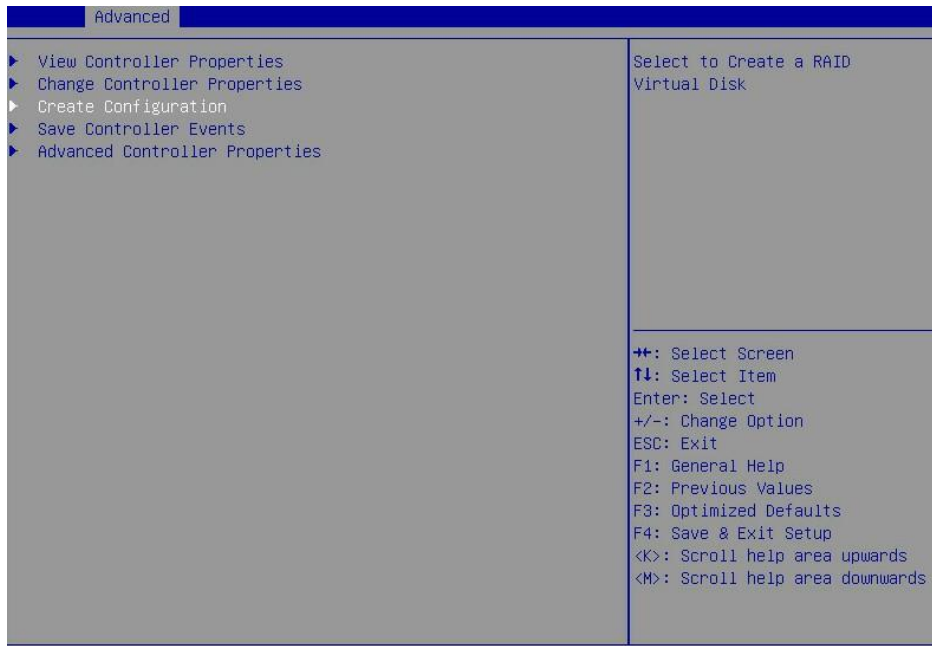 Advanced
View Controller Properties
Change Controller Properties
Create Configuration
Save Controller Events
Advanced Controller Properties
Select to Create a RAID
Virtual Disk
→←: Select Screen
↑↓: Select Item
Enter: Select
+/-: Change Option
ESC: Exit
F1: General Help
F2: Previous Values
F3: Optimized Defaults
F4: Save & Exit Setup
<K>: Scroll help area upwards
<M>: Scroll help area downwards